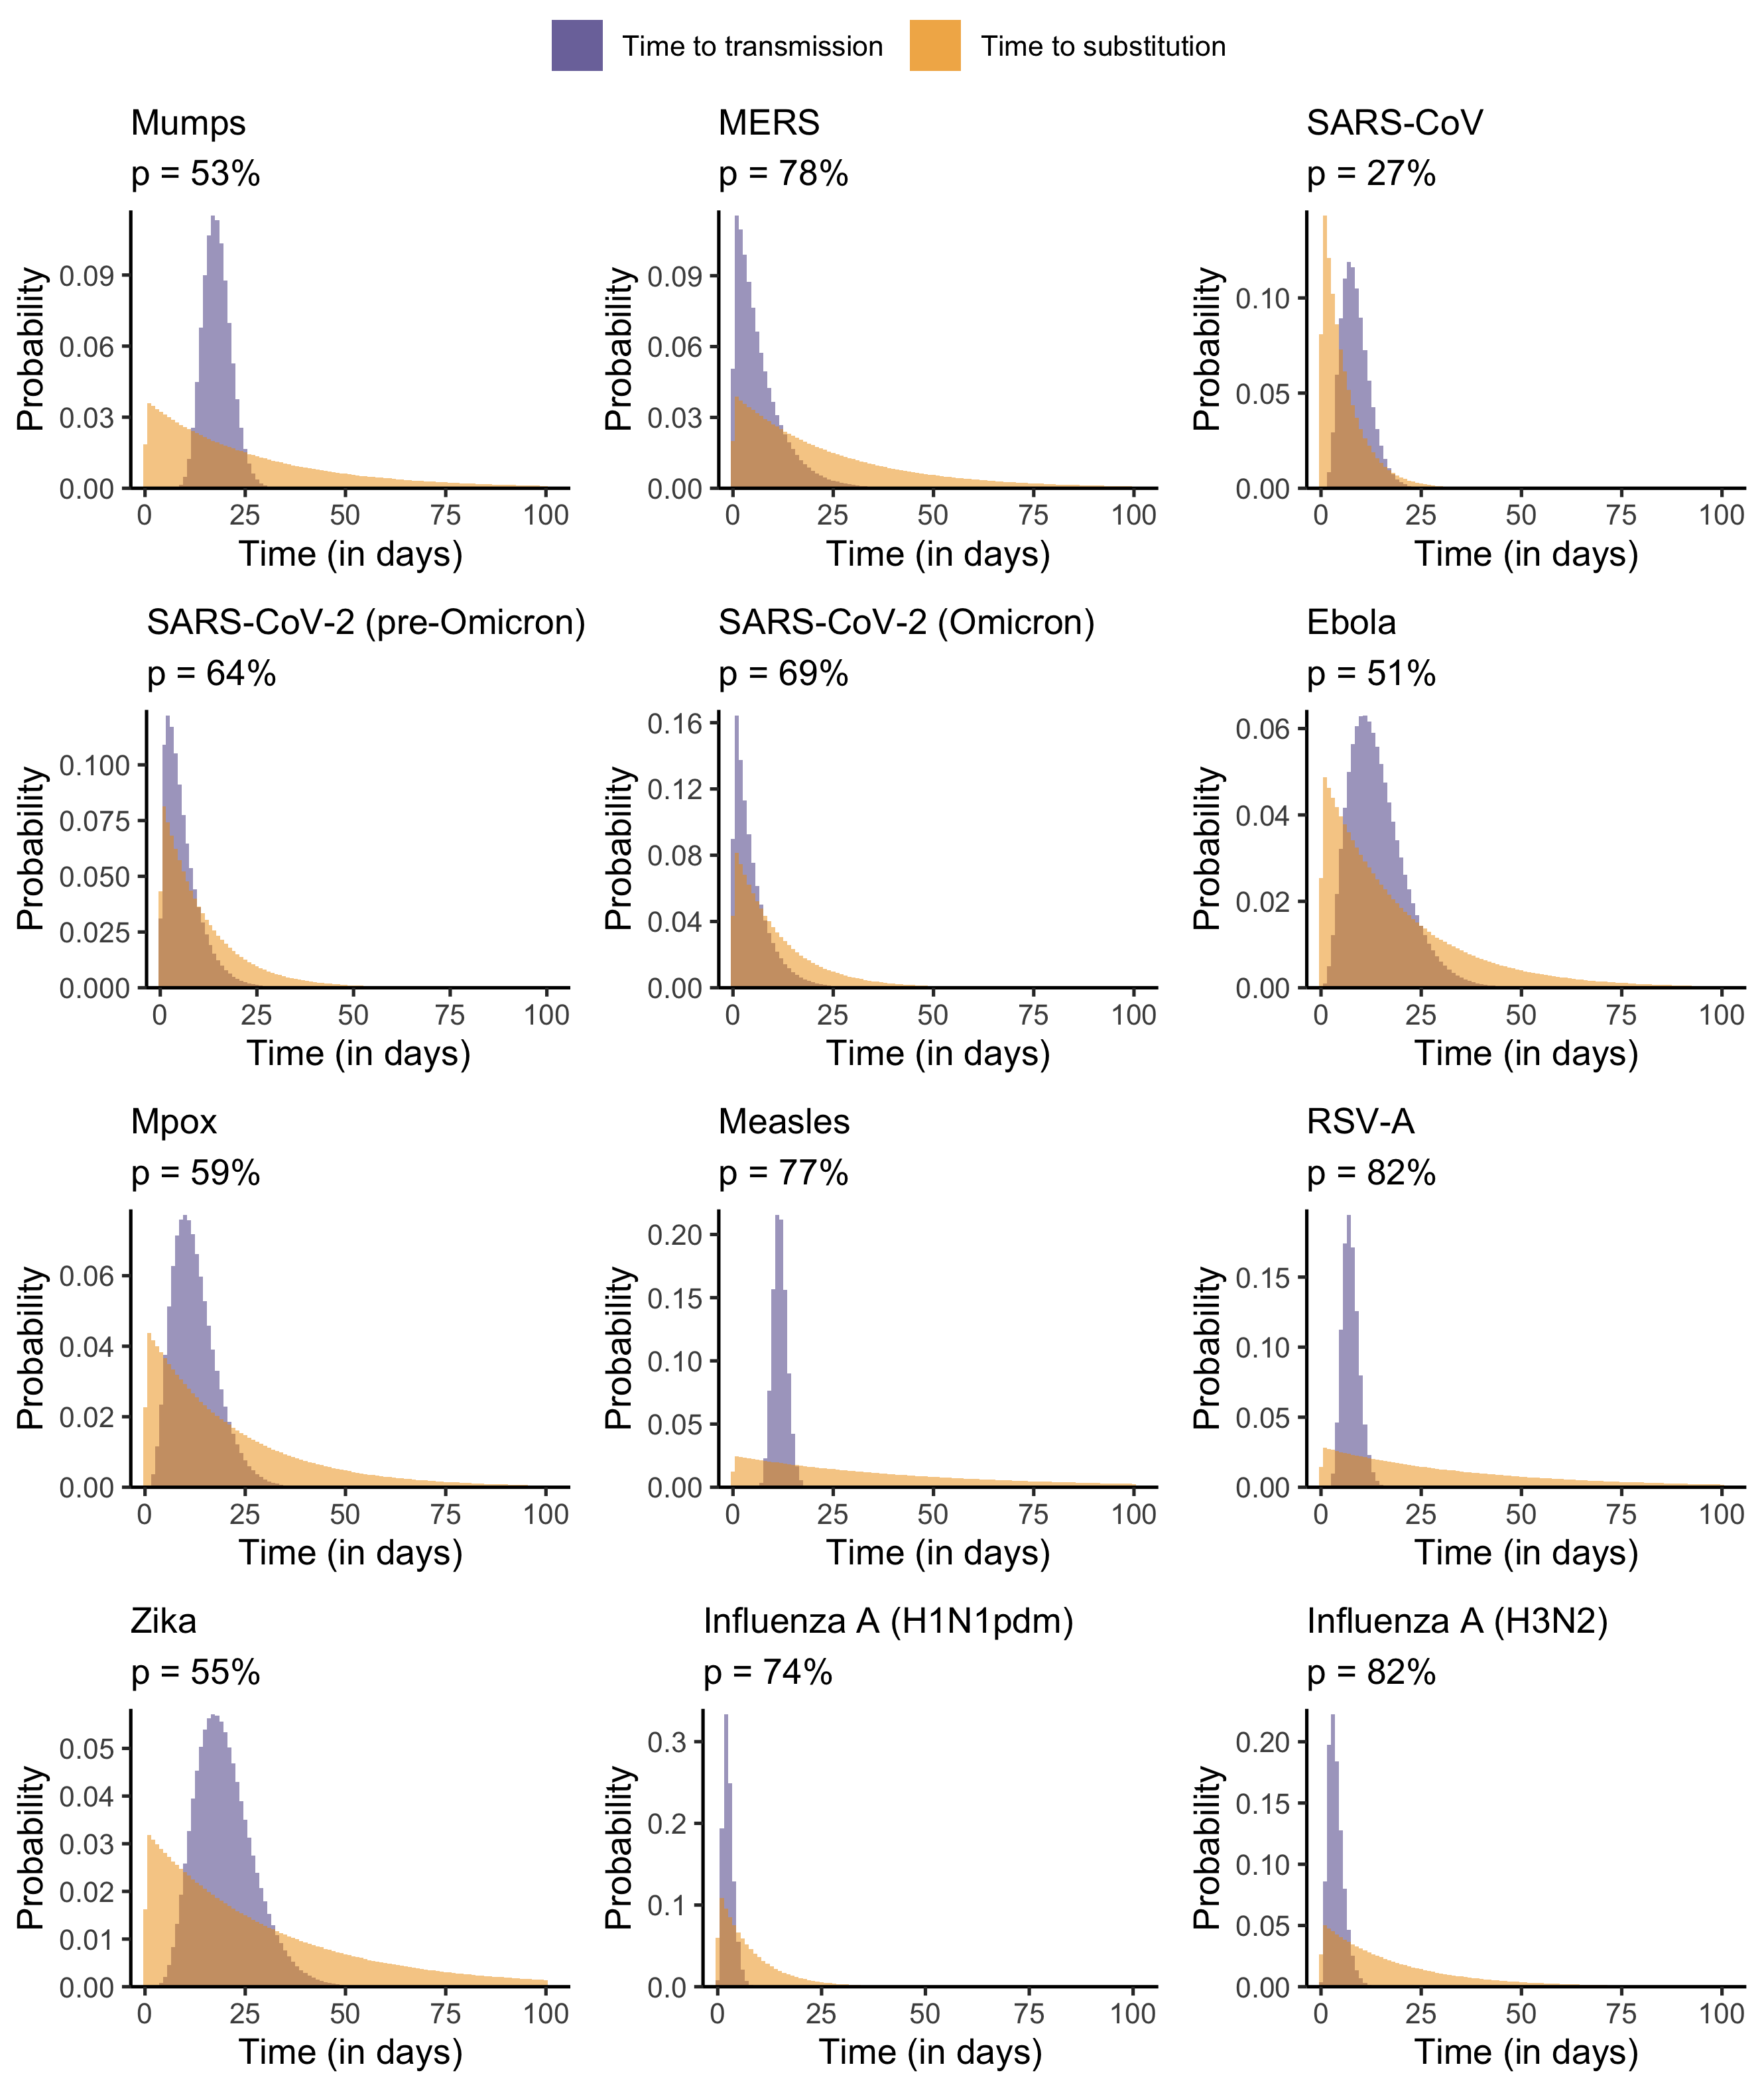 Time to transmission Time to substitution
Mumps
p = 53%
Probability
0.09
0.06
0.03
0.00
0 25 50 75 100
Time (in days)
MERS
p = 78%
Probability
0.09
0.06
0.03
0.00
0 25 50 75 100
Time (in days)
SARS-CoV
p = 27%
Probability
0.10
0.05
0.00
0 25 50 75 100
Time (in days)
SARS-CoV-2 (pre-Omicron)
p = 64%
Probability
0.100
0.075
0.050
0.025
0.000
0 25 50 75 100
Time (in days)
SARS-CoV-2 (Omicron)
p = 69%
Probability
0.16
0.12
0.08
0.04
0.00
0 25 50 75 100
Time (in days)
Ebola
p = 51%
Probability
0.06
0.04
0.02
0.00
0 25 50 75 100
Time (in days)
Mpox
p = 59%
Probability
0.06
0.04
0.02
0.00
0 25 50 75 100
Time (in days)
Measles
p = 77%
Probability
0.20
0.15
0.10
0.05
0.00
0 25 50 75 100
Time (in days)
RSV-A
p = 82%
Probability
0.15
0.10
0.05
0.00
0 25 50 75 100
Time (in days)
Zika
p = 55%
Probability
0.05
0.04
0.03
0.02
0.01
0.00
0 25 50 75 100
Time (in days)
Influenza A (H1N1pdm)
p = 74%
Probability
0.3
0.2
0.1
0.0
0 25 50 75 100
Time (in days)
Influenza A (H3N2)
p = 82%
Probability
0.20
0.15
0.10
0.05
0.00
0 25 50 75 100
Time (in days)